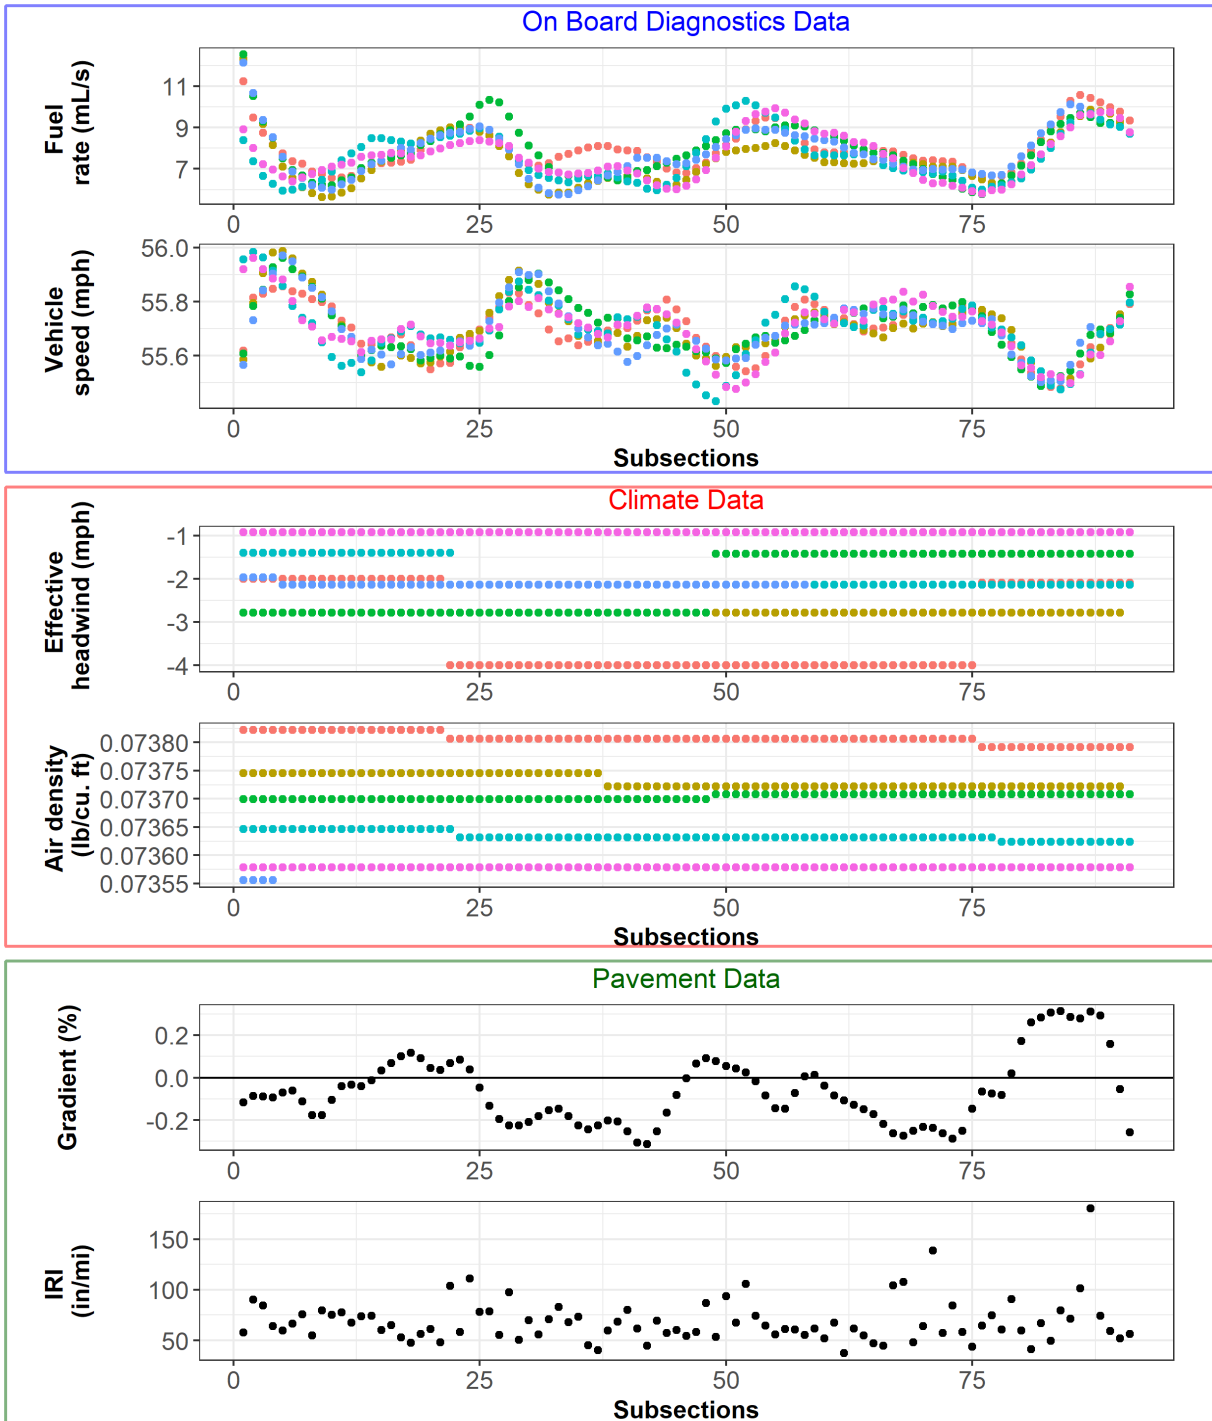 On Board Diagnostics Data
Fuel
rate (mL/s)
11
9
7
0 25 50 75
Vehicle
speed (mph)
56.0
55.8
55.6
0 25 50 75
Subsections
Climate Data
Effective
headwind (mph)
-1
-2
-3
-4
0 25 50 75
Air density
(lb/cu. ft)
0.07380
0.07375
0.07370
0.07365
0.07360
0.07355
0 25 50 75
Subsections
Pavement Data
Gradient (%)
0.2
0.0
-0.2
0 25 50 75
IRI
(in/mi)
150
100
50
0 25 50 75
Subsections